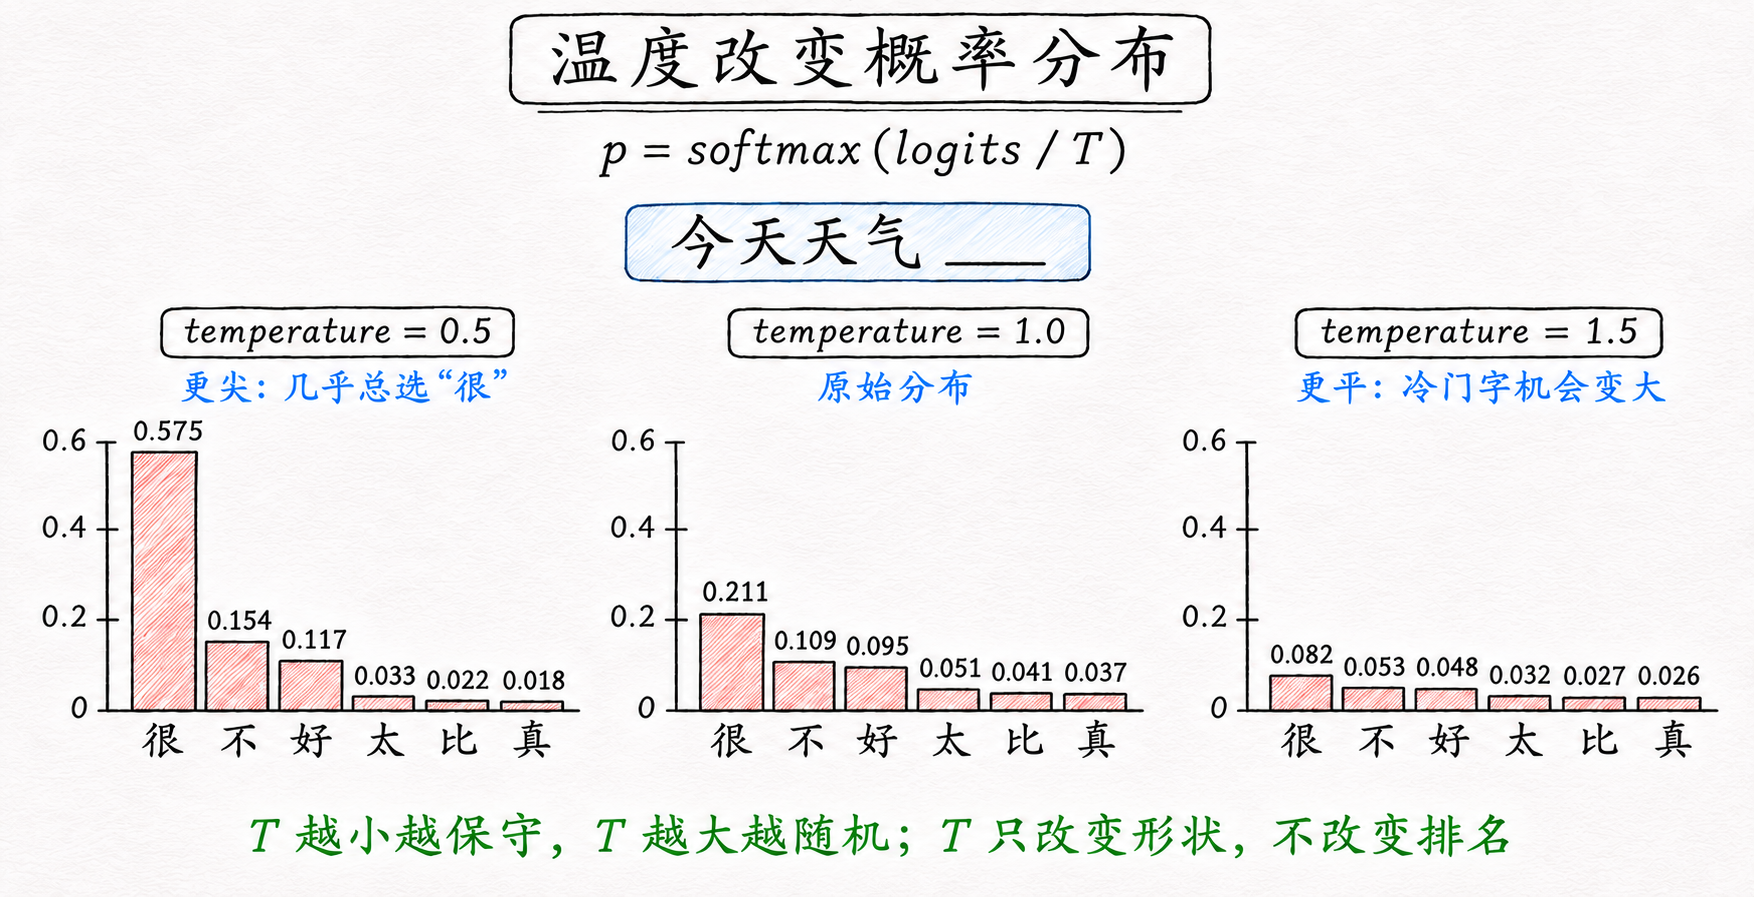 温度改变概率分布
p = softmax (logits / T)
今天天气 ____
temperature = 0.5
更尖：几乎总选“很”
0.6
0.4
0.2
0
0.575
0.154
0.117
0.033
0.022
0.018
很 不 好 太 比 真
temperature = 1.0
原始分布
0.6
0.4
0.2
0
0.211
0.109
0.095
0.051
0.041
0.037
很 不 好 太 比 真
temperature = 1.5
更平：冷门字机会变大
0.6
0.4
0.2
0
0.082
0.053
0.048
0.032
0.027
0.026
很 不 好 太 比 真
T 越小越保守，T 越大越随机；T 只改变形状，不改变排名